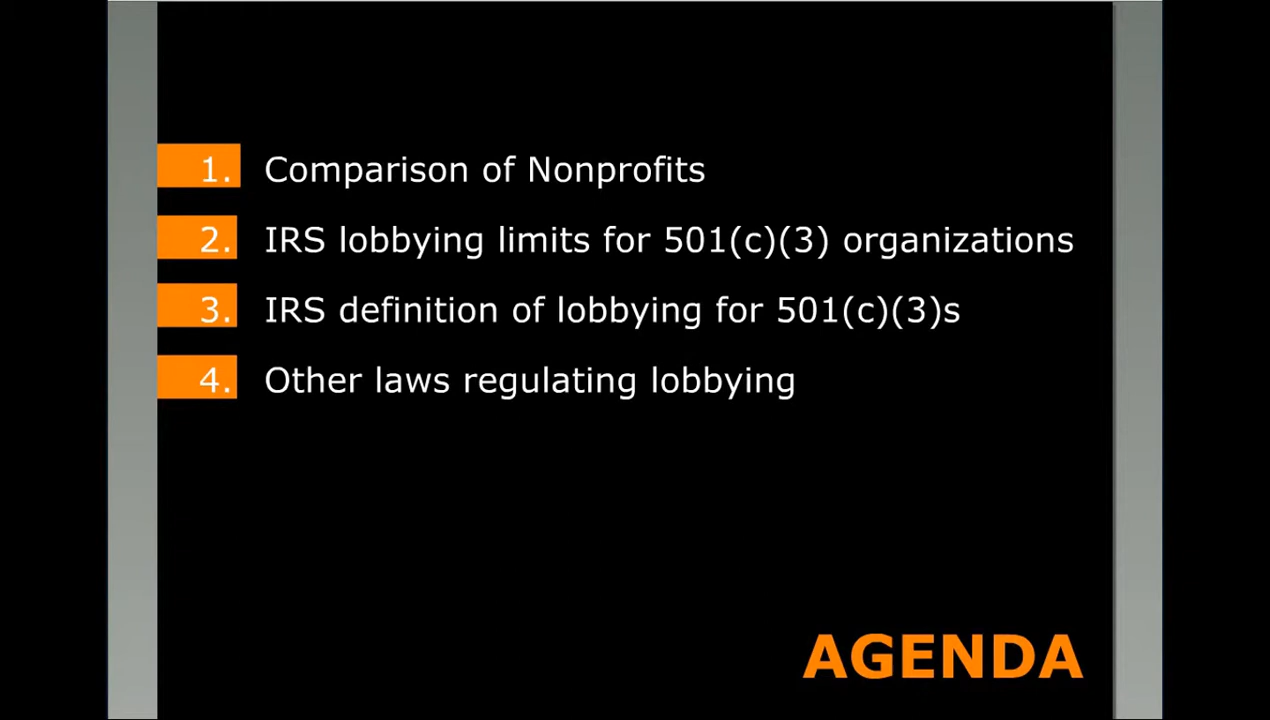 1. Comparison of Nonprofits
2. IRS lobbying limits for 501(c)(3) organizations
3. IRS definition of lobbying for 501(c)(3)s
4. Other laws regulating lobbying
AGENDA